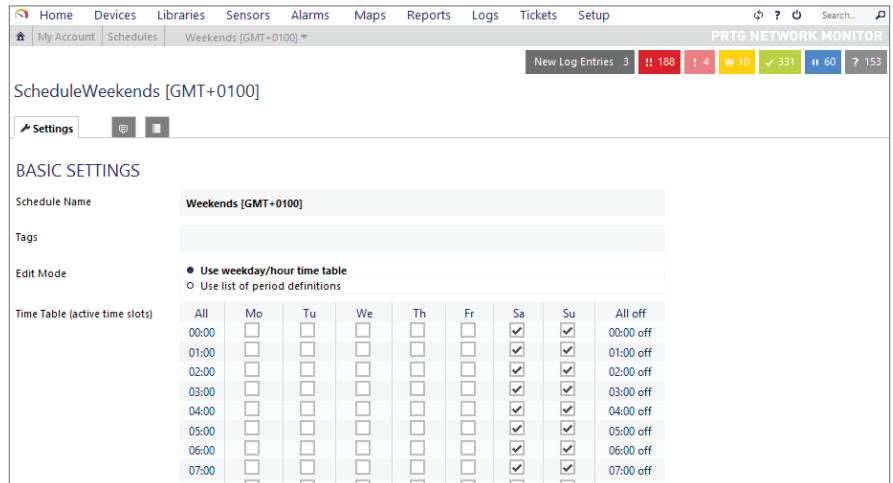 Home Devices Libraries Sensors Alarms Maps Reports Logs Tickets Setup ? Search...
My Account Schedules Weekends [GMT+0100] PRTG NETWORK MONITOR
New Log Entries 3 !! 188 ! 4 W 10 331 60 ? 153
ScheduleWeekends [GMT+0100]
Settings
BASIC SETTINGS
Schedule Name Weekends [GMT+0100]
Tags
Edit Mode Use weekday/hour time table
Use list of period definitions
Time Table (active time slots) All Mo Tu We Th Fr Sa Su All off
00:00 00:00 off
01:00 01:00 off
02:00 02:00 off
03:00 03:00 off
04:00 04:00 off
05:00 05:00 off
06:00 06:00 off
07:00 07:00 off